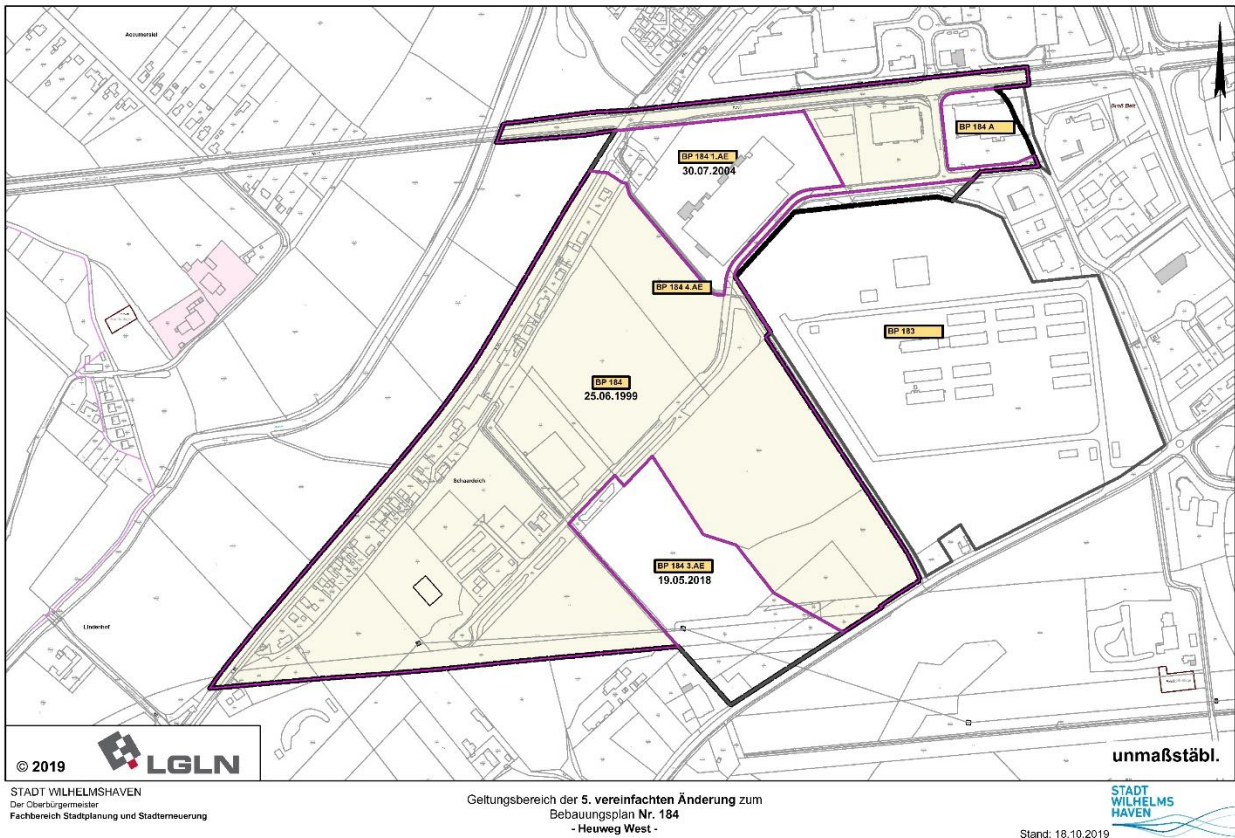 Accumersiel
BP 184 A
BP 184 1.AE
30.07.2004
BP 184 4.AE
BP 183
BP 184
25.06.1999
Schaardeich
BP 184 3.AE
19.05.2018
Lindenhof
© 2019
LGLN
unmaßstäbl.
STADT WILHELMSHAVEN
Der Oberbürgermeister
Fachbereich Stadtplanung und Stadterneuerung
Geltungsbereich der 5. vereinfachten Änderung zum
Bebauungsplan Nr. 184
- Heuweg West -
STADT
WILHELMS
HAVEN
Stand: 18.10.2019